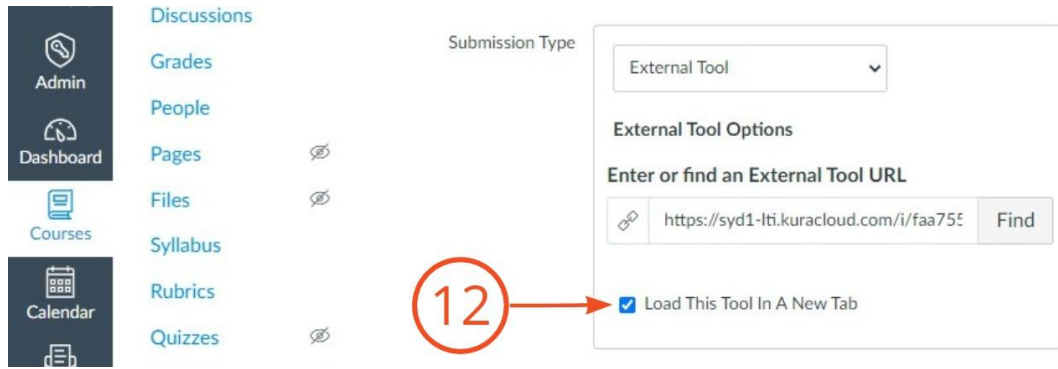 Admin
Dashboard
Courses
Calendar
Discussions
Grades
People
Pages
Files
Syllabus
Rubrics
Quizzes
Submission Type
External Tool
External Tool Options
Enter or find an External Tool URL
https://syd1-lti.kuracloud.com/i/faa755
Find
12
Load This Tool In A New Tab